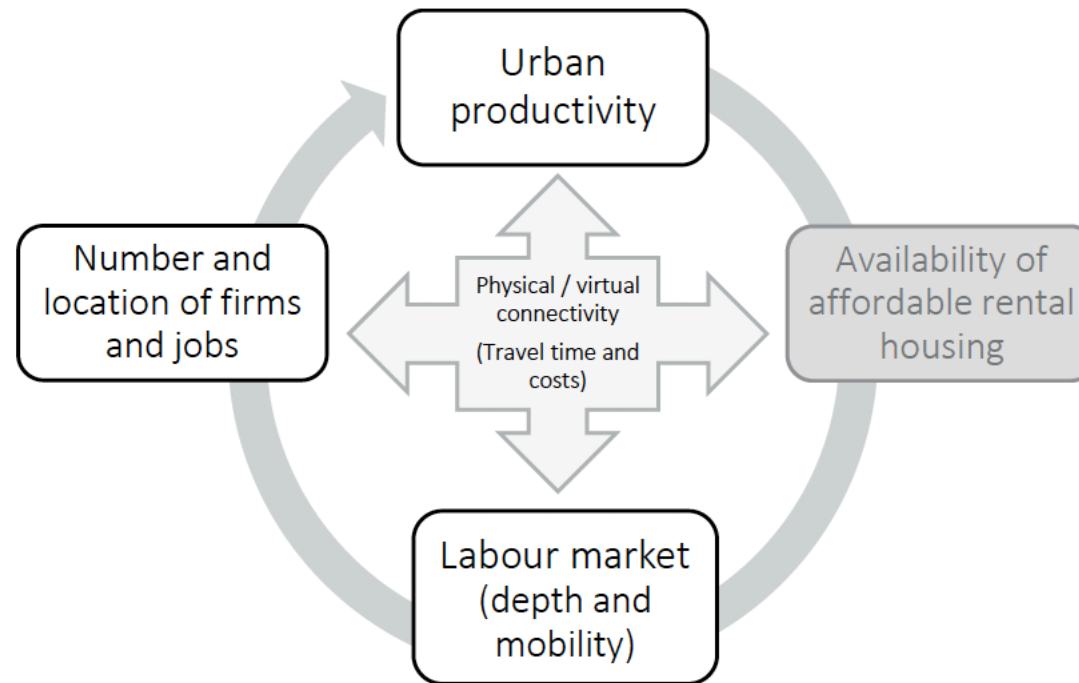 Urban
productivity
Number and
location of firms
and jobs
Physical / virtual
connectivity
(Travel time and
costs)
Availability of
affordable rental
housing
Labour market
(depth and
mobility)